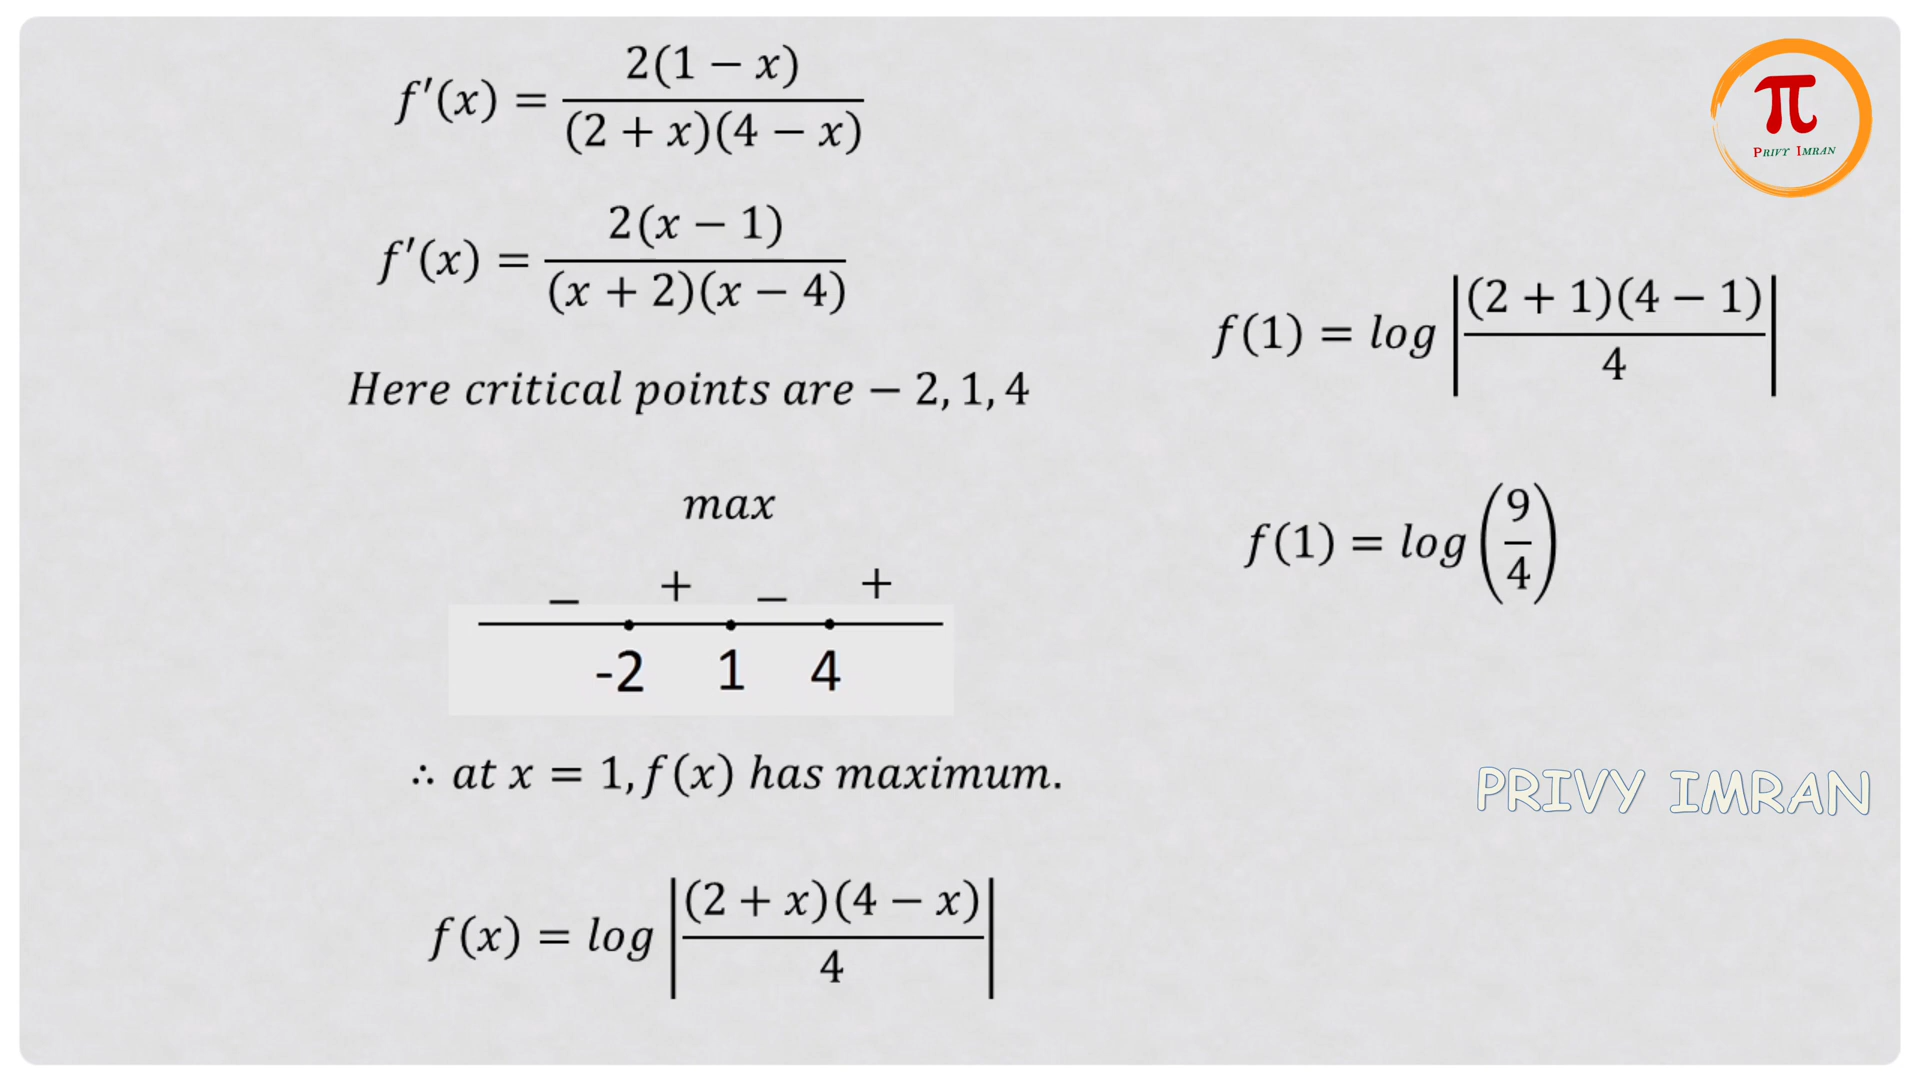 f′(x) = 2(1 − x) / (2 + x)(4 − x)
f′(x) = 2(x − 1) / (x + 2)(x − 4)
Here critical points are − 2, 1, 4
max
− + − +
-2 1 4
∴ at x = 1, f(x) has maximum.
f(x) = log |(2 + x)(4 − x) / 4|
f(1) = log |(2 + 1)(4 − 1) / 4|
f(1) = log (9 / 4)
π
PRIVY IMRAN
PRIVY IMRAN